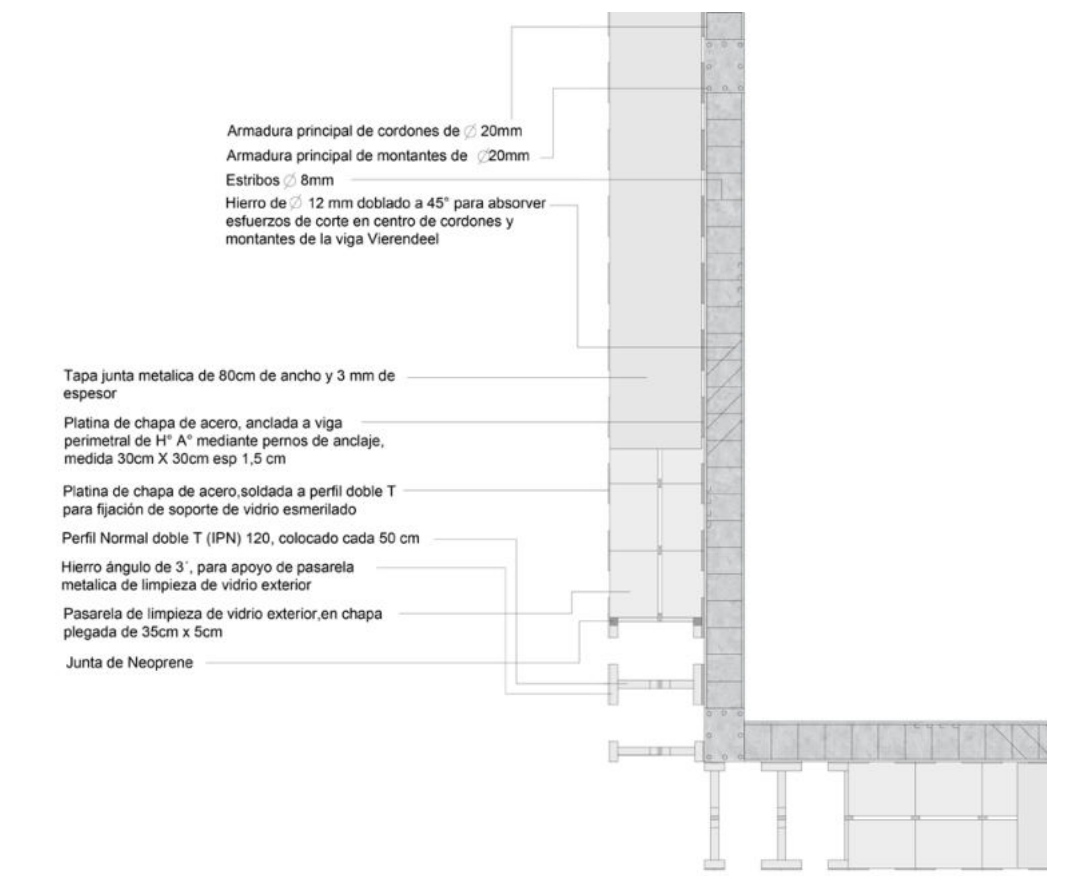 Armadura principal de cordones de ∅ 20mm
Armadura principal de montantes de ∅20mm
Estribos ∅ 8mm
Hierro de ∅ 12 mm doblado a 45° para absorver
esfuerzos de corte en centro de cordones y
montantes de la viga Vierendeel
Tapa junta metalica de 80cm de ancho y 3 mm de
espesor
Platina de chapa de acero, anclada a viga
perimetral de H° A° mediante pernos de anclaje,
medida 30cm X 30cm esp 1,5 cm
Platina de chapa de acero,soldada a perfil doble T
para fijación de soporte de vidrio esmerilado
Perfil Normal doble T (IPN) 120, colocado cada 50 cm
Hierro ángulo de 3´, para apoyo de pasarela
metalica de limpieza de vidrio exterior
Pasarela de limpieza de vidrio exterior,en chapa
plegada de 35cm x 5cm
Junta de Neoprene